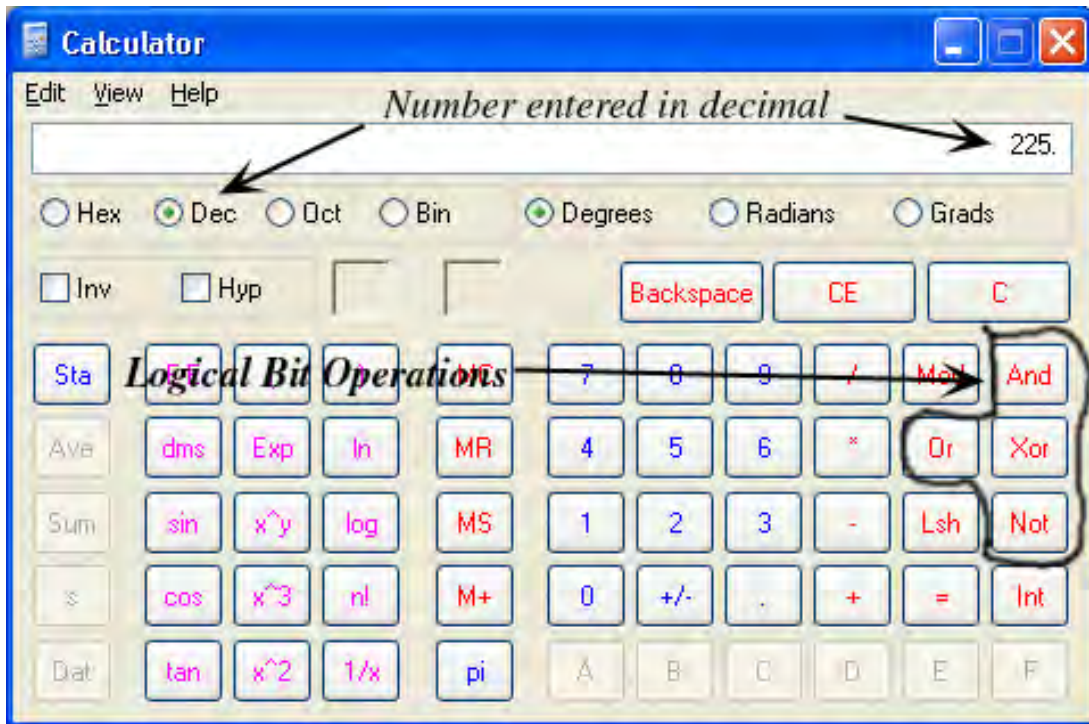 Calculator
Edit View Help
Number entered in decimal
225.
Hex Dec Oct Bin Degrees Radians Grads
Inv Hyp Backspace CE C
Sta Logical Bit Operations 7 8 9 / Mod And
Ave dms Exp ln MR 4 5 6 * Or Xor
Sum sin x^y log MS 1 2 3 - Lsh Not
s cos x^3 n! M+ 0 +/- . + = Int
Dat tan x^2 1/x pi A B C D E F